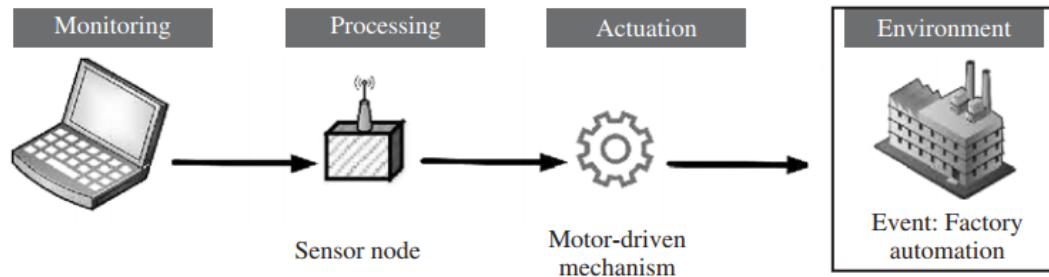 Monitoring
Processing
Actuation
Environment
Sensor node
Motor-driven
mechanism
Event: Factory
automation